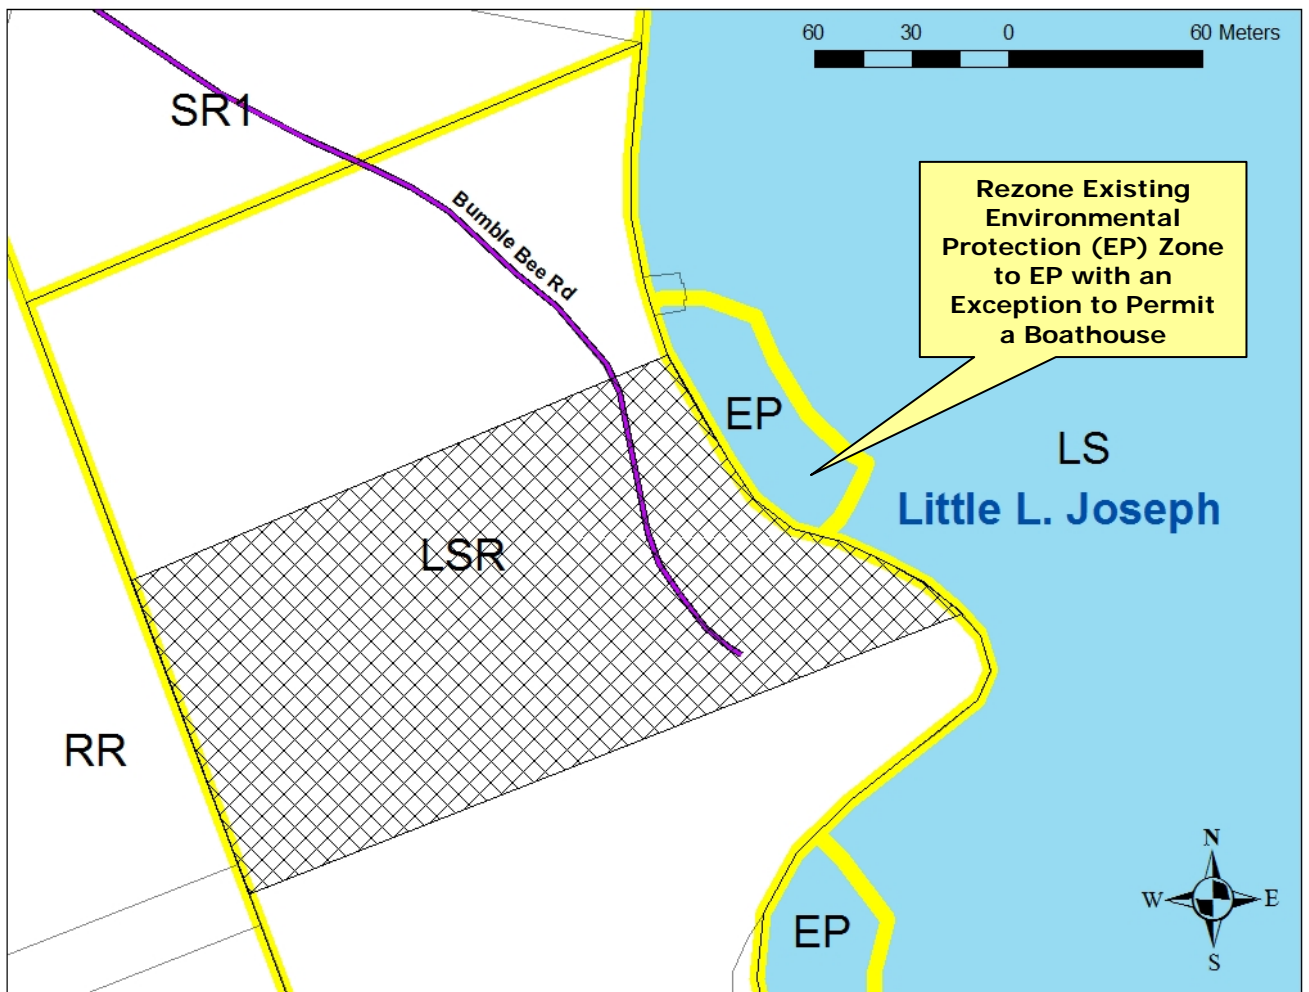 60 30 0 60 Meters
SR1
Bumble Bee Rd
Rezone Existing
Environmental
Protection (EP) Zone
to EP with an
Exception to Permit
a Boathouse
EP
LS
Little L. Joseph
LSR
RR
EP
N
W E
S